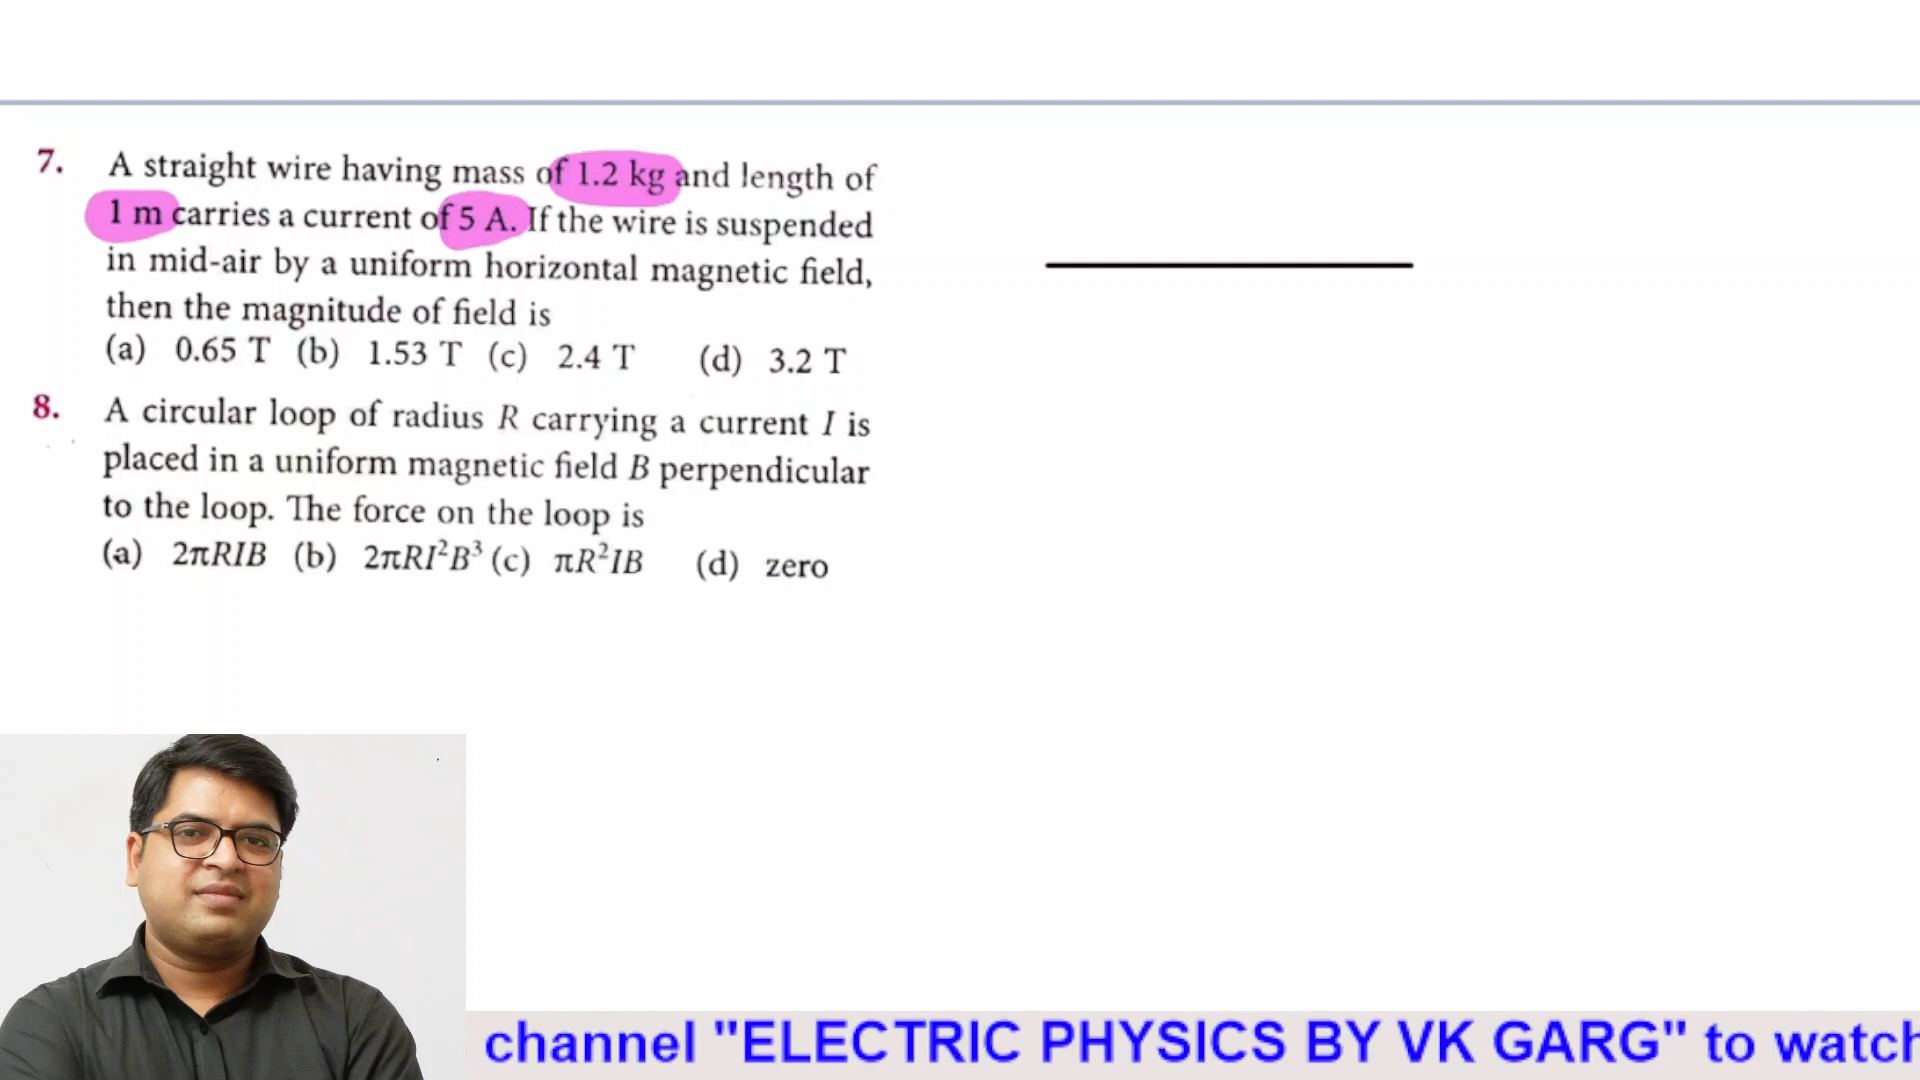 7. A straight wire having mass of 1.2 kg and length of
1 m carries a current of 5 A. If the wire is suspended
in mid-air by a uniform horizontal magnetic field,
then the magnitude of field is
(a) 0.65 T (b) 1.53 T (c) 2.4 T (d) 3.2 T
8. A circular loop of radius R carrying a current I is
placed in a uniform magnetic field B perpendicular
to the loop. The force on the loop is
(a) 2πRIB (b) 2πRI²B³ (c) πR²IB (d) zero
channel "ELECTRIC PHYSICS BY VK GARG" to watch